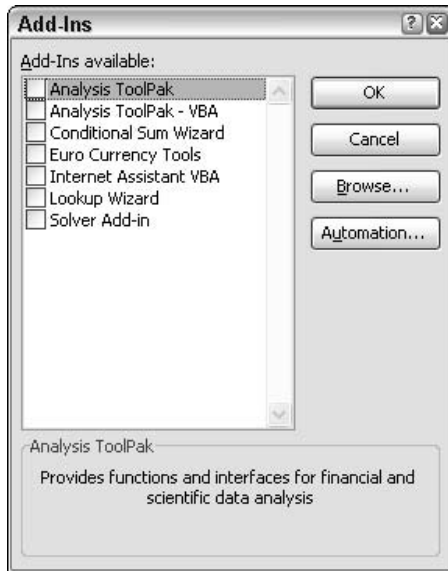 Add-Ins
Add-Ins available:
Analysis ToolPak
Analysis ToolPak - VBA
Conditional Sum Wizard
Euro Currency Tools
Internet Assistant VBA
Lookup Wizard
Solver Add-in
OK
Cancel
Browse...
Automation...
Analysis ToolPak
Provides functions and interfaces for financial and
scientific data analysis